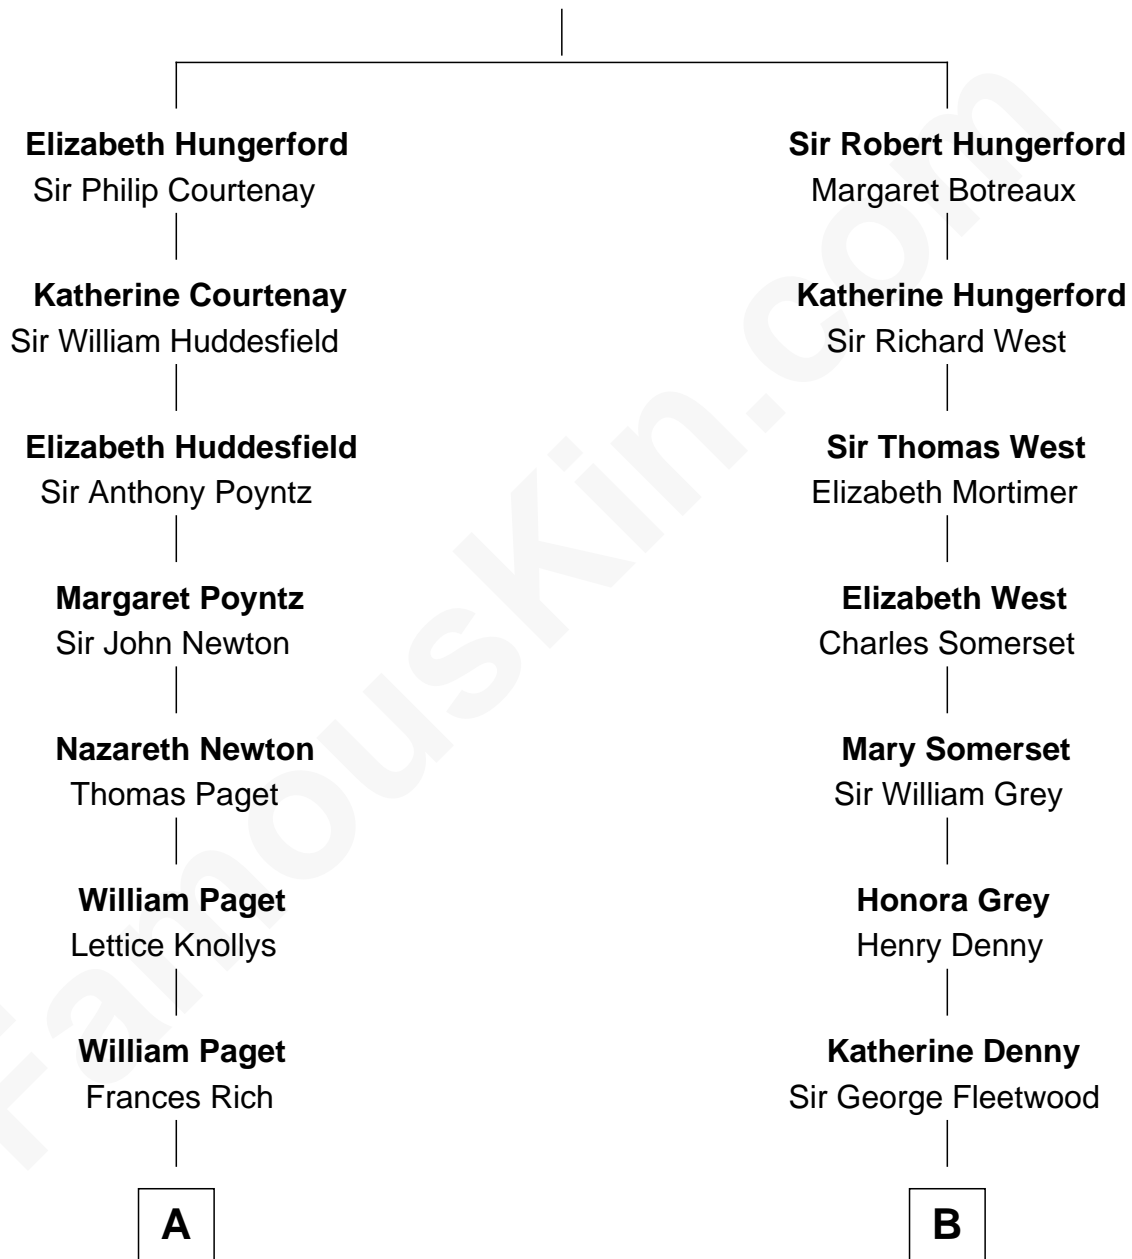 Elizabeth Hungerford
Sir Philip Courtenay
Katherine Courtenay
Sir William Huddesfield
Elizabeth Huddesfield
Sir Anthony Poyntz
Margaret Poyntz
Sir John Newton
Nazareth Newton
Thomas Paget
William Paget
Lettice Knollys
William Paget
Frances Rich
A
Sir Robert Hungerford
Margaret Botreaux
Katherine Hungerford
Sir Richard West
Sir Thomas West
Elizabeth Mortimer
Elizabeth West
Charles Somerset
Mary Somerset
Sir William Grey
Honora Grey
Henry Denny
Katherine Denny
Sir George Fleetwood
B
FamousKin.com